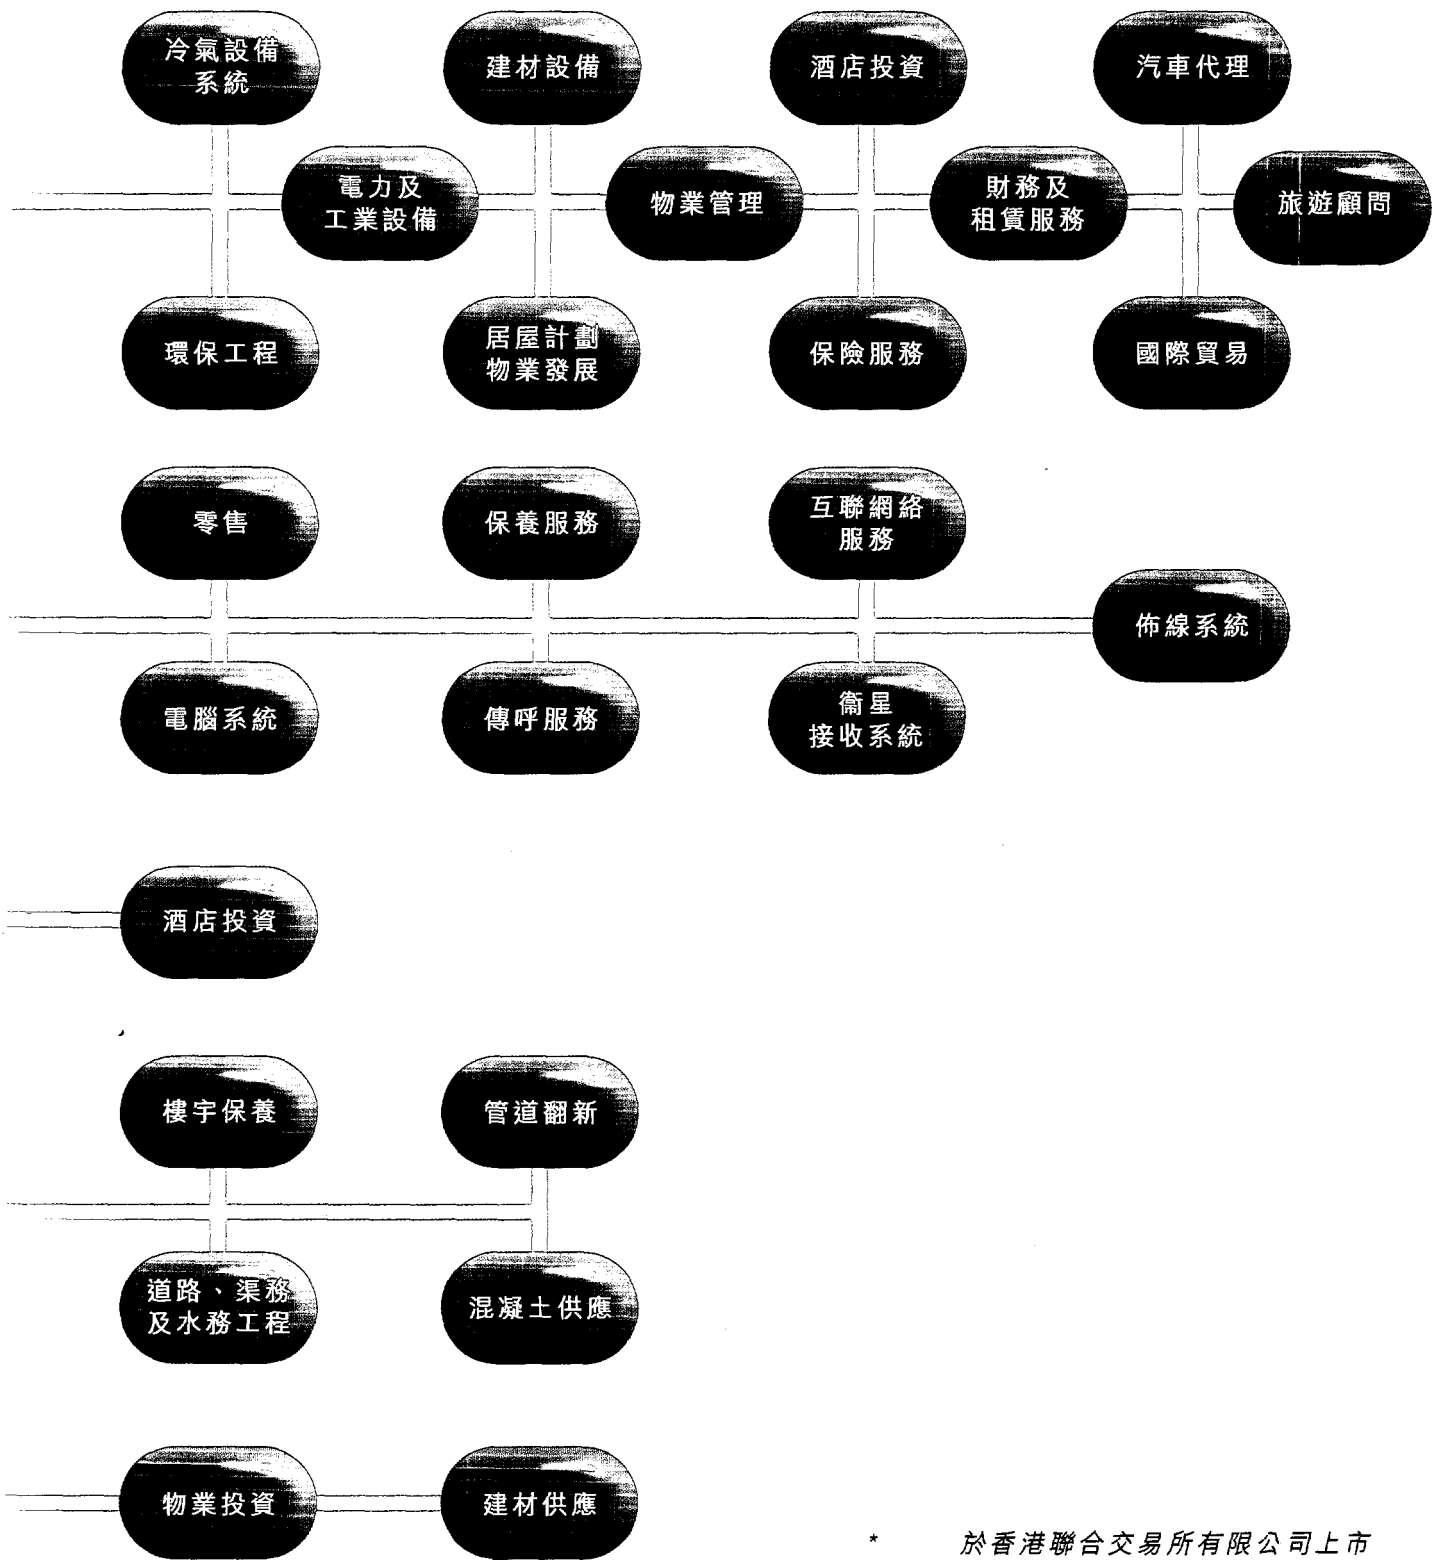 冷氣設備
系統
建材設備
酒店投資
汽車代理
電力及
工業設備
物業管理
財務及
租賃服務
旅遊顧問
環保工程
居屋計劃
物業發展
保險服務
國際貿易
零售
保養服務
互聯網絡
服務
佈線系統
電腦系統
傳呼服務
衞星
接收系統
酒店投資
樓宇保養
管道翻新
道路、渠務
及水務工程
混凝土供應
物業投資
建材供應
* 於香港聯合交易所有限公司上市